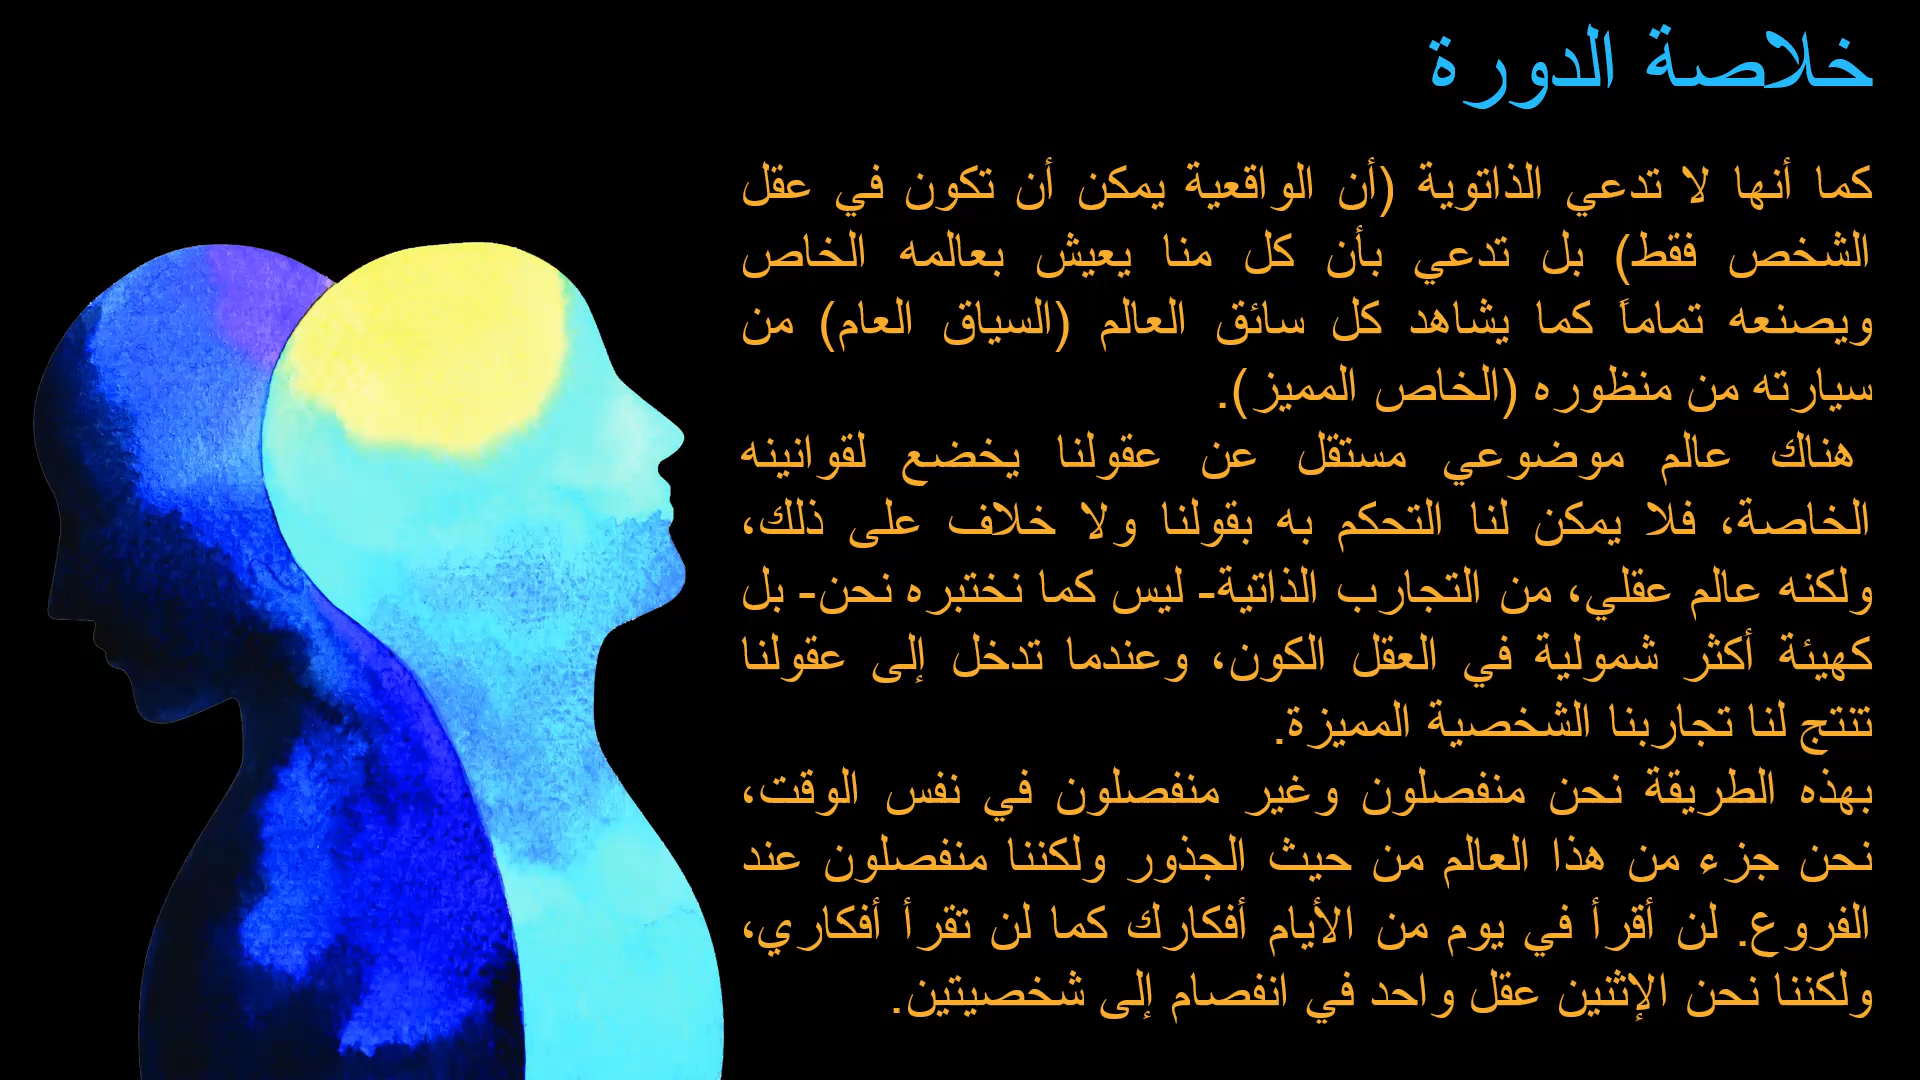 خلاصة الدورة
كما أنها لا تدعي الذاتوية (أن الواقعية يمكن أن تكون في عقل
الشخص فقط) بل تدعي بأن كل منا يعيش بعالمه الخاص
ويصنعه تماماً كما يشاهد كل سائق العالم (السياق العام) من
سيارته من منظوره (الخاص المميز).
هناك عالم موضوعي مستقل عن عقولنا يخضع لقوانينه
الخاصة، فلا يمكن لنا التحكم به بقولنا ولا خلاف على ذلك،
ولكنه عالم عقلي، من التجارب الذاتية- ليس كما نختبره نحن- بل
كهيئة أكثر شمولية في العقل الكون، وعندما تدخل إلى عقولنا
تنتج لنا تجاربنا الشخصية المميزة.
بهذه الطريقة نحن منفصلون وغير منفصلون في نفس الوقت،
نحن جزء من هذا العالم من حيث الجذور ولكننا منفصلون عند
الفروع. لن أقرأ في يوم من الأيام أفكارك كما لن تقرأ أفكاري،
ولكننا نحن الإثنين عقل واحد في انفصام إلى شخصيتين.